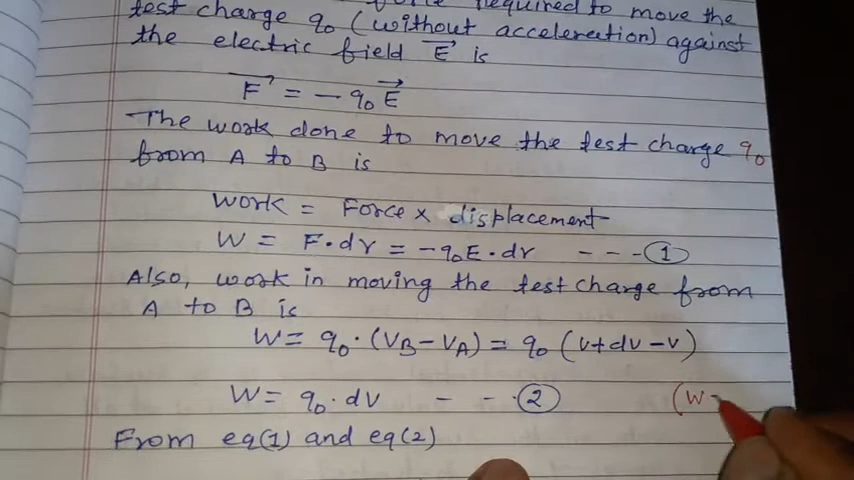 required to move the
test charge q₀ (without acceleration) against
the electric field E⃗ is
F⃗ = - q₀ E⃗
The work done to move the test charge q₀
from A to B is
Work = Force × displacement
W = F · dr = -q₀E · dr - - - ①
Also, work in moving the test charge from
A to B is
W = q₀ · (VB - VA) = q₀ (v + dv - v)
W = q₀ · dv - - · ② (W =
From eq(1) and eq(2)